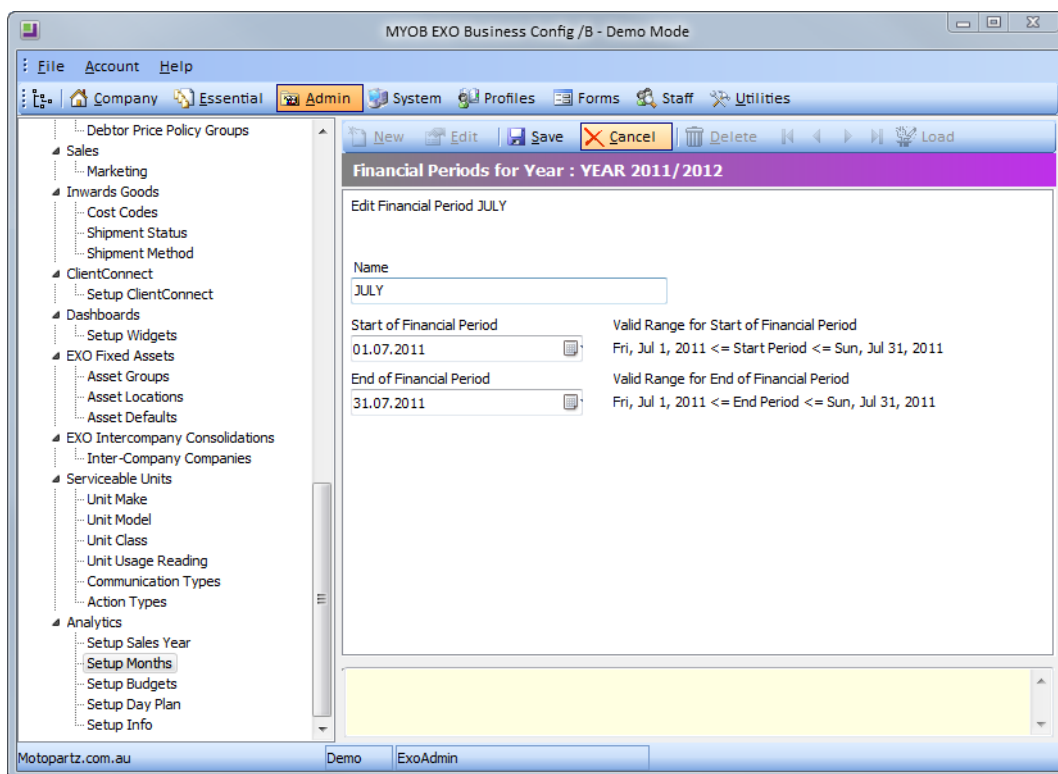 MYOB EXO Business Config /B - Demo Mode
File Account Help
Company Essential Admin System Profiles Forms Staff Utilities
New Edit Save Cancel Delete Load
Financial Periods for Year : YEAR 2011/2012
Debtor Price Policy Groups
Sales
Marketing
Inwards Goods
Cost Codes
Shipment Status
Shipment Method
ClientConnect
Setup ClientConnect
Dashboards
Setup Widgets
EXO Fixed Assets
Asset Groups
Asset Locations
Asset Defaults
EXO Intercompany Consolidations
Inter-Company Companies
Serviceable Units
Unit Make
Unit Model
Unit Class
Unit Usage Reading
Communication Types
Action Types
Analytics
Setup Sales Year
Setup Months
Setup Budgets
Setup Day Plan
Setup Info
Edit Financial Period JULY
Name
JULY
Start of Financial Period Valid Range for Start of Financial Period
01.07.2011 Fri, Jul 1, 2011 <= Start Period <= Sun, Jul 31, 2011
End of Financial Period Valid Range for End of Financial Period
31.07.2011 Fri, Jul 1, 2011 <= End Period <= Sun, Jul 31, 2011
Motopartz.com.au Demo ExoAdmin